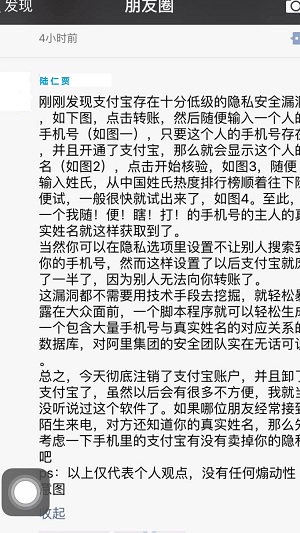 发现
朋友圈
4小时前
陆仁贾
刚刚发现支付宝存在十分低级的隐私安全漏洞
，如下图，点击转账，然后随便输入一个人的
手机号（如图一），只要这个人的手机号存在
，并且开通了支付宝，那么就会显示这个人的
名（如图2），点击开始核验，如图3，随便
输入姓氏，从中国姓氏热度排行榜顺着往下随
便试，一般很快就试出来了，如图4。至此，
一个我随！便！瞎！打！的手机号的主人的真
实姓名就这样获取到了。
当然你可以在隐私选项里设置不让别人搜索到
你的手机号，然而这样设置了以后支付宝就废
了一半了，因为别人无法向你转账了。
这漏洞都不需要用技术手段去挖掘，就轻松暴
露在大众面前，一个脚本程序就可以轻松生成
一个包含大量手机号与真实姓名的对应关系的
数据库，对阿里集团的安全团队实在无话可说
。
总之，今天彻底注销了支付宝账户，并且卸了
支付宝了，虽然以后会有很多不方便，我就当
没听说过这个软件了。如果哪位朋友经常接到
陌生来电，对方还知道你的真实姓名，那么先
考虑一下手机里的支付宝有没有卖掉你的隐私
吧
ps：以上仅代表个人观点，没有任何煽动性
意图
收起